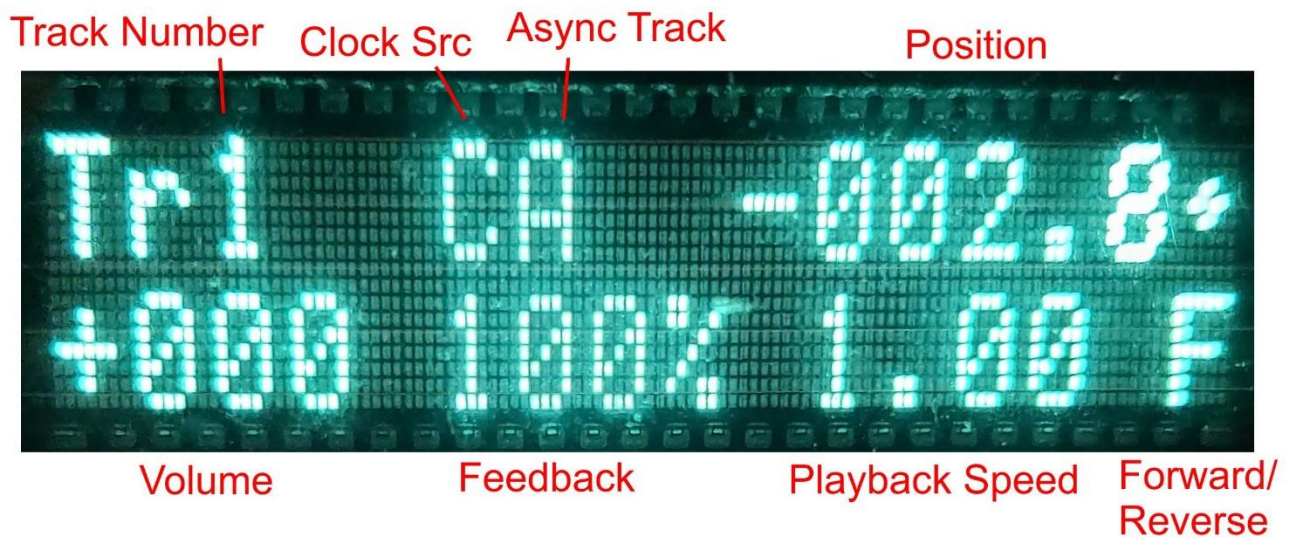 Track Number Clock Src Async Track Position
Tr1 CA -002.8s
+000 100% 1.00 F
Volume Feedback Playback Speed Forward/
Reverse